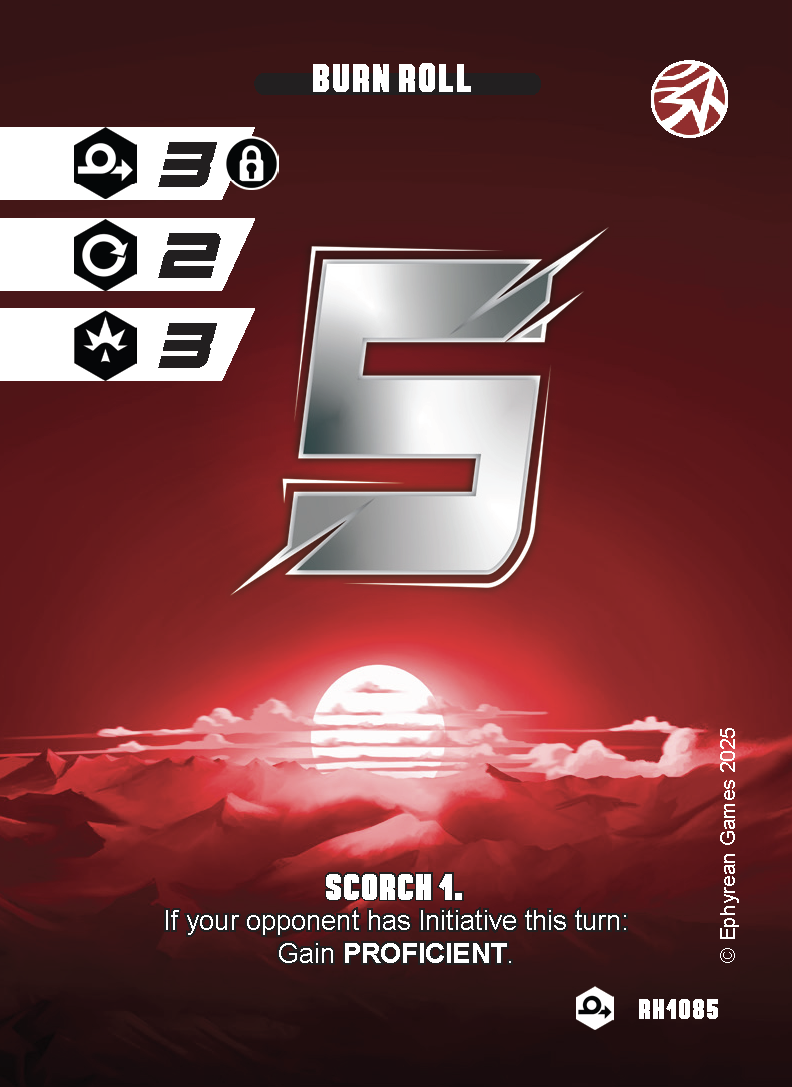 BURN ROLL
3
2
3
5
SCORCH 1.
If your opponent has Initiative this turn:
Gain PROFICIENT.
© Ephyrean Games 2025
RH1085